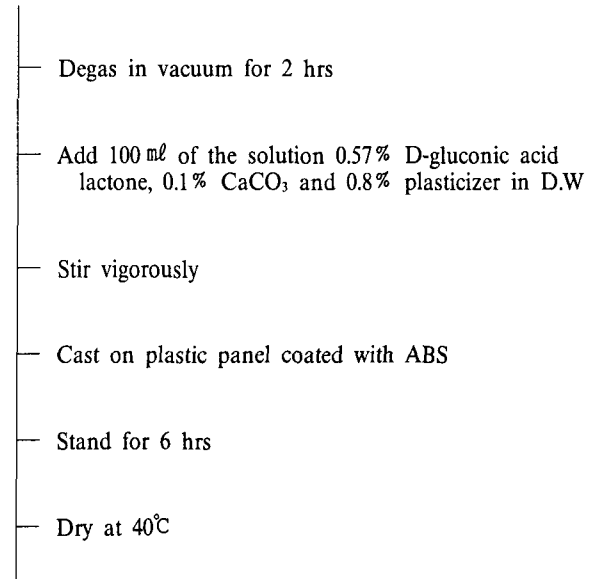 Degas in vacuum for 2 hrs
Add 100 ㎖ of the solution 0.57% D-gluconic acid
lactone, 0.1% CaCO₃ and 0.8% plasticizer in D.W
Stir vigorously
Cast on plastic panel coated with ABS
Stand for 6 hrs
Dry at 40℃